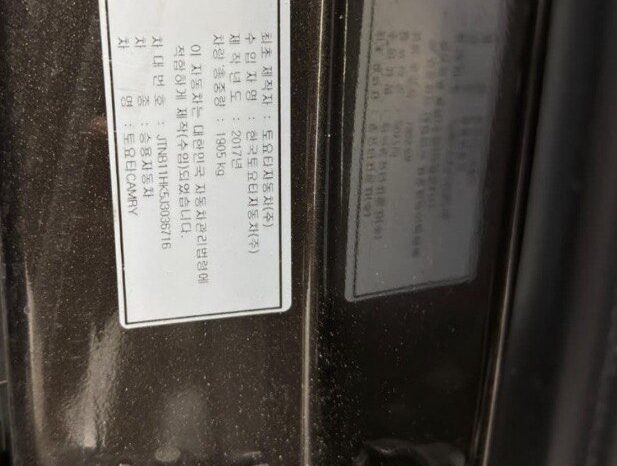 최초 제작자 : 토요타자동차(주)
수 입 자 명 : 한국토요타자동차(주)
제 작 년 도 : 2017년
차량 총중량 : 1905 kg
이 자동차는 대한민국 자동차관리법령에
적합하게 제작(수입)되었습니다.
차 대 번 호 : JTNB11HK5J3036716
차 종 : 승용자동차
차 명 : 토요타CAMRY